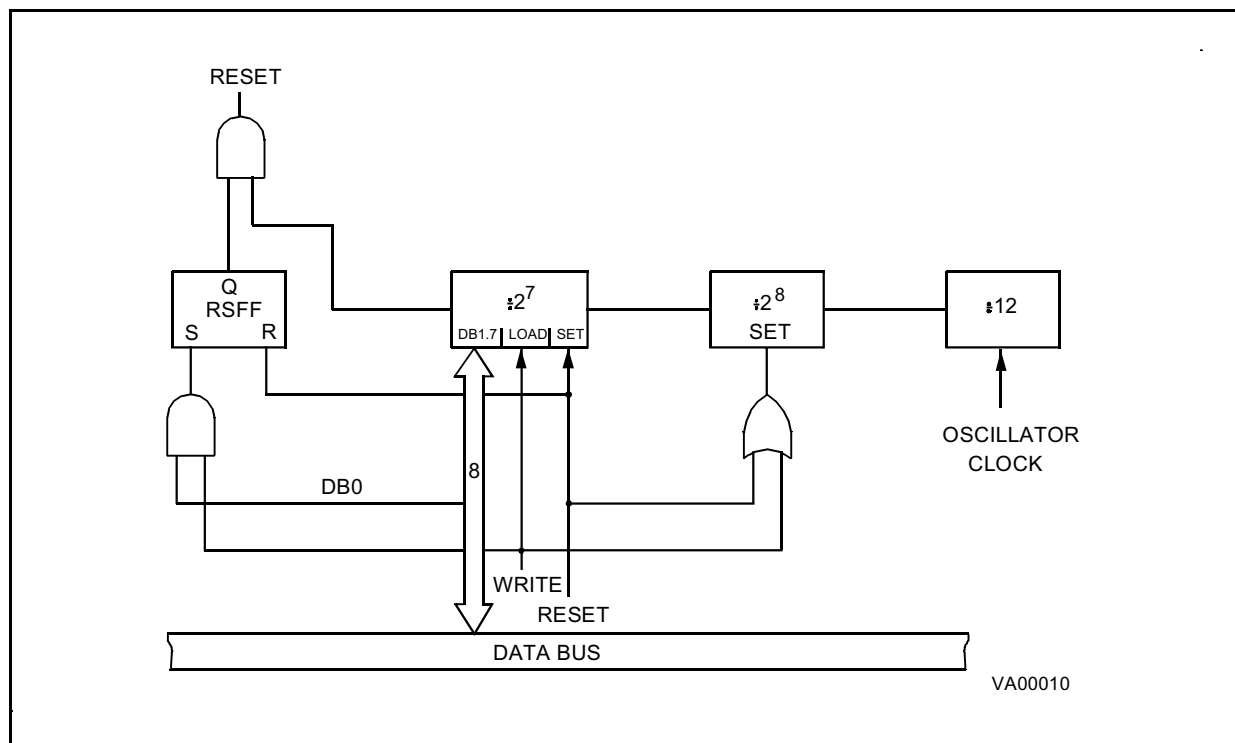 RESET
Q
RSFF
S R
÷2⁷
DB1.7 LOAD SET
÷2⁸
SET
÷12
OSCILLATOR
CLOCK
DB0
8
WRITE
RESET
DATA BUS
VA00010